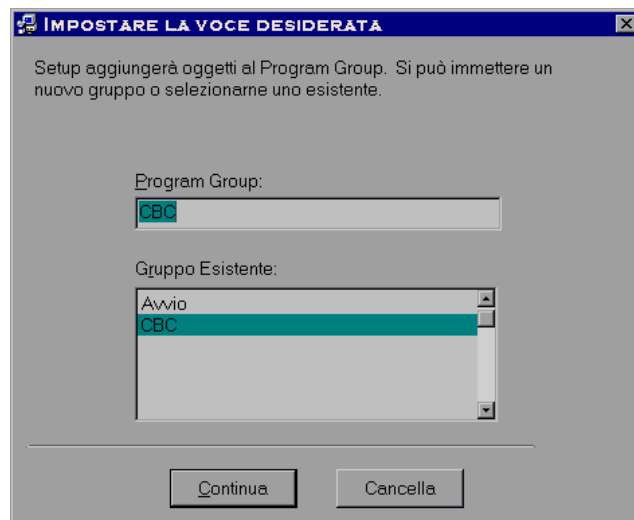 IMPOSTARE LA VOCE DESIDERATA
Setup aggiungerà oggetti al Program Group. Si può immettere un
nuovo gruppo o selezionarne uno esistente.
Program Group:
CBC
Gruppo Esistente:
Avvio
CBC
Continua
Cancella